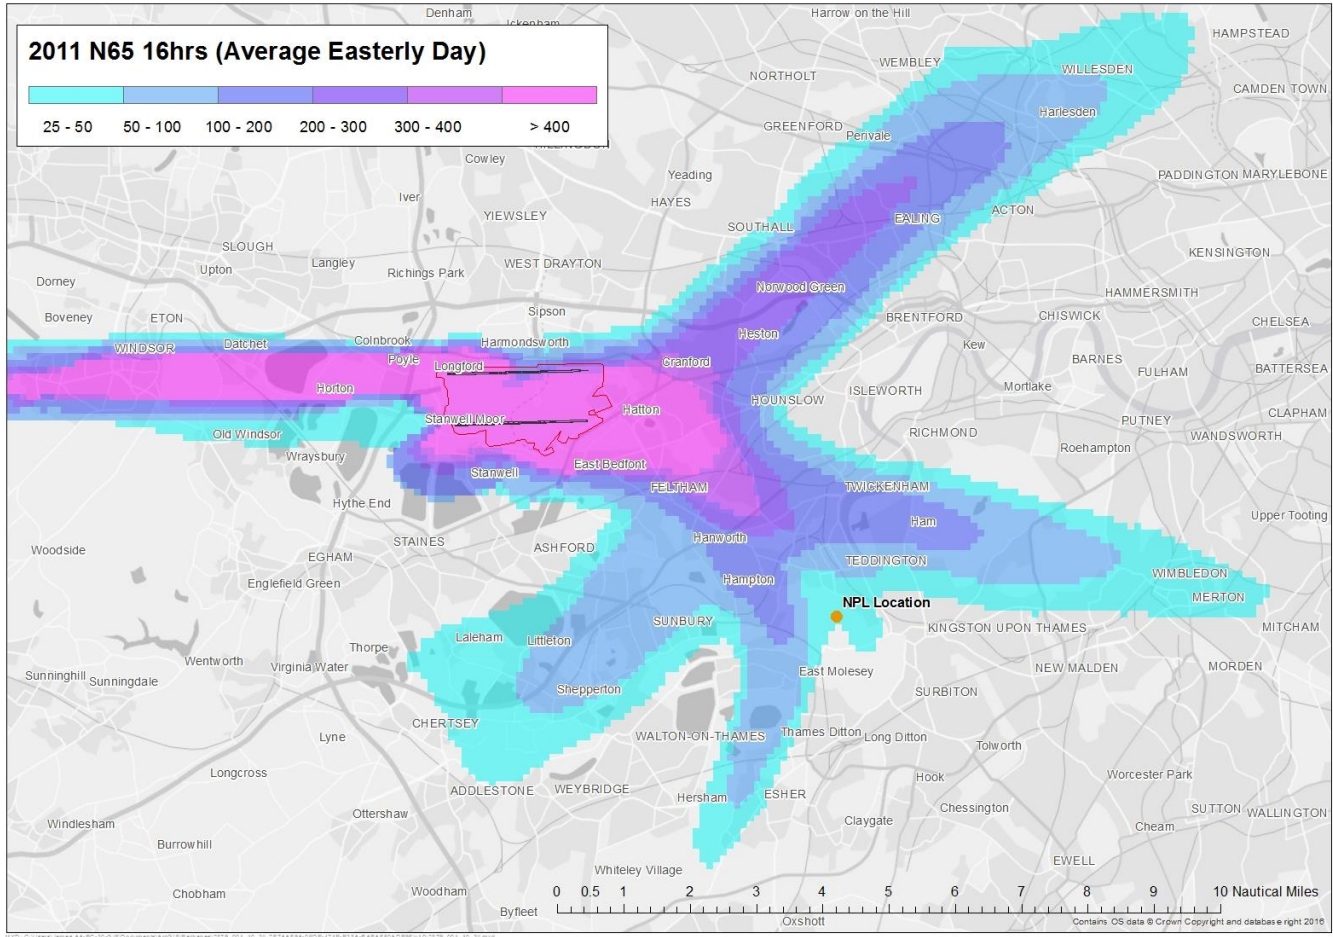 Denham
Ickenham
Harrow on the Hill
HAMPSTEAD
2011 N65 16hrs (Average Easterly Day)
25 - 50 50 - 100 100 - 200 200 - 300 300 - 400 > 400
WEMBLEY
WILLESDEN
NORTHOLT
CAMDEN TOWN
Harlesden
GREENFORD
Perivale
Cowley
Yeading
PADDINGTON MARYLEBONE
Iver
HAYES
YIEWSLEY
ACTON
EALING
SOUTHALL
SLOUGH
KENSINGTON
Langley
WEST DRAYTON
Upton
Richings Park
Dorney
Norwood Green
HAMMERSMITH
Sipson
Boveney
ETON
BRENTFORD
CHISWICK
CHELSEA
Heston
WINDSOR
Datchet
Colnbrook
Harmondsworth
Kew
Poyle
Longford
Cranford
BARNES
FULHAM
BATTERSEA
Horton
ISLEWORTH
Mortlake
HOUNSLOW
Hatton
CLAPHAM
Stanwell Moor
PUTNEY
Old Windsor
RICHMOND
WANDSWORTH
Roehampton
Wraysbury
East Bedfont
Stanwell
FELTHAM
TWICKENHAM
Hythe End
Upper Tooting
Ham
Hanworth
STAINES
ASHFORD
Woodside
EGHAM
TEDDINGTON
WIMBLEDON
Englefield Green
Hampton
MERTON
NPL Location
SUNBURY
KINGSTON UPON THAMES
MITCHAM
Laleham
Littleton
Thorpe
Wentworth
Virginia Water
NEW MALDEN
MORDEN
Sunninghill
Sunningdale
East Molesey
Shepperton
SURBITON
CHERTSEY
Lyne
WALTON-ON-THAMES
Thames Ditton
Long Ditton
Tolworth
Longcross
Hook
Worcester Park
ADDLESTONE
WEYBRIDGE
Hersham
ESHER
Chessington
SUTTON
WALLINGTON
Ottershaw
Claygate
Windlesham
Cheam
Burrowhill
EWELL
Whiteley Village
Chobham
Woodham
0 0.5 1 2 3 4 5 6 7 8 9 10 Nautical Miles
Byfleet
Oxshott
Contains OS data © Crown Copyright and database right 2016